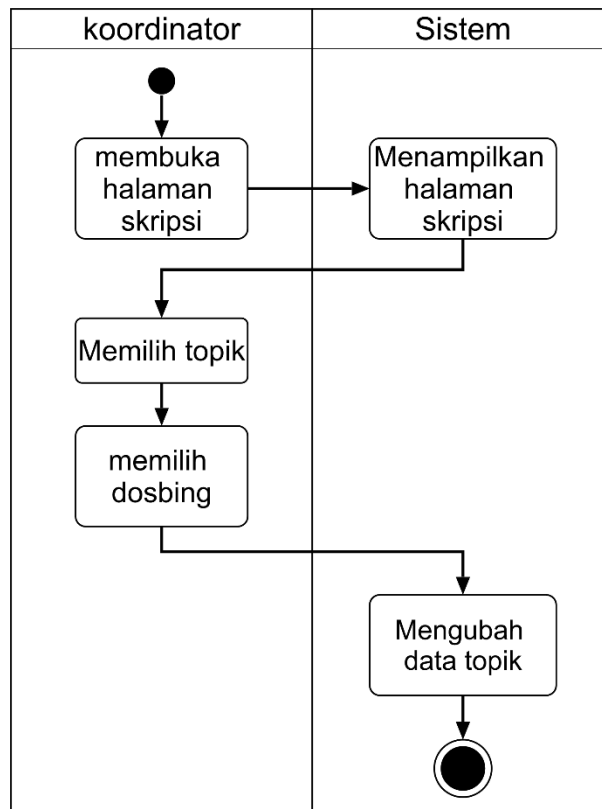 koordinator
Sistem
membuka
halaman
skripsi
Menampilkan
halaman
skripsi
Memilih topik
memilih
dosbing
Mengubah
data topik